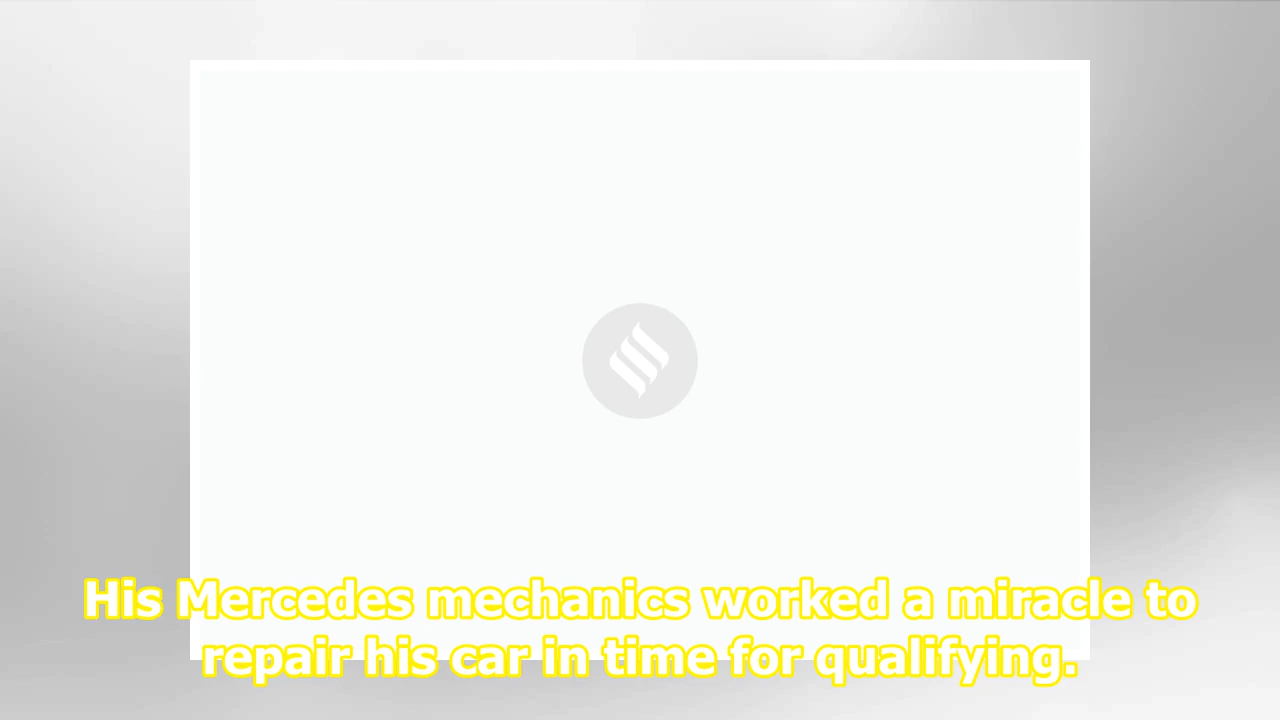 His Mercedes mechanics worked a miracle to
repair his car in time for qualifying.